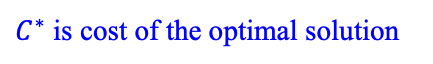 C* is cost of the optimal solution